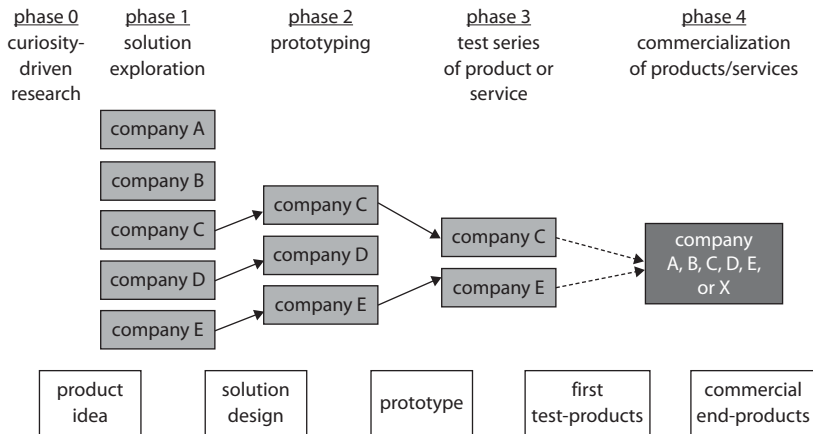 phase 0
curiosity-
driven
research
phase 1
solution
exploration
phase 2
prototyping
phase 3
test series
of product or
service
phase 4
commercialization
of products/services
company A
company B
company C
company D
company E
company C
company D
company E
company C
company E
company
A, B, C, D, E,
or X
product
idea
solution
design
prototype
first
test-products
commercial
end-products